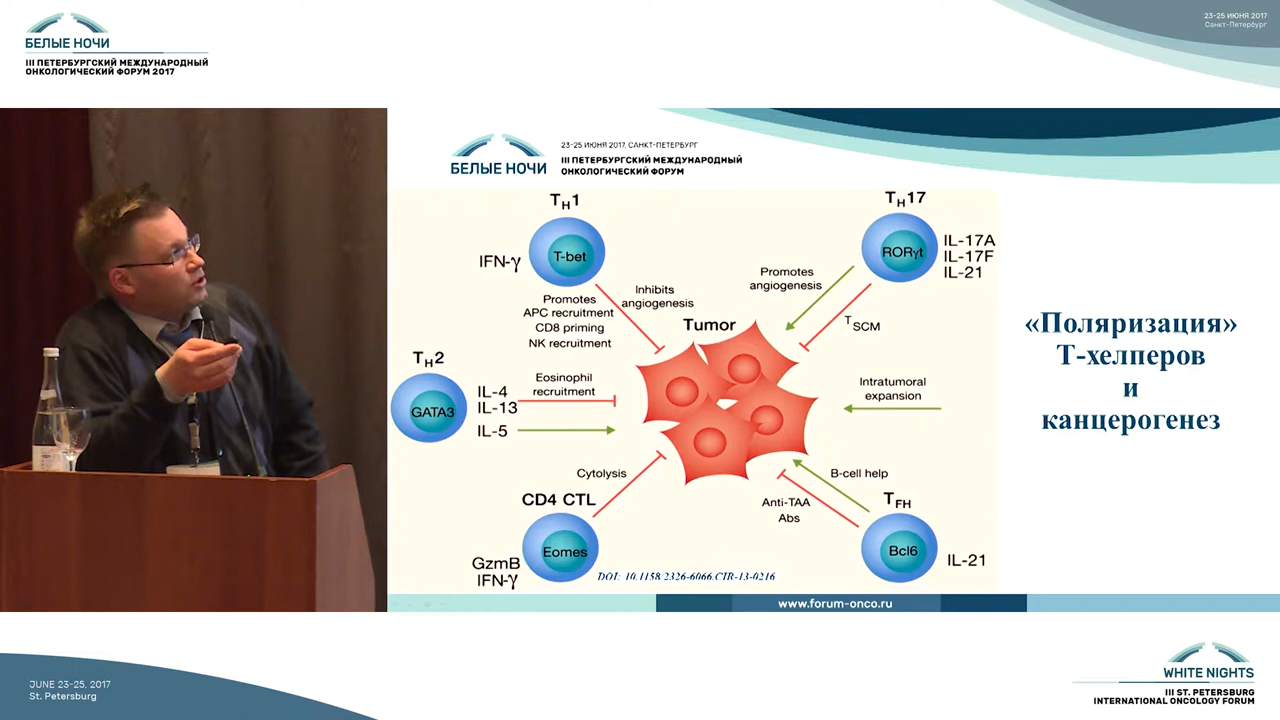 БЕЛЫЕ НОЧИ
III ПЕТЕРБУРГСКИЙ МЕЖДУНАРОДНЫЙ
ОНКОЛОГИЧЕСКИЙ ФОРУМ 2017
23-25 ИЮНЯ 2017
Санкт-Петербург
БЕЛЫЕ НОЧИ
23-25 ИЮНЯ 2017, САНКТ-ПЕТЕРБУРГ
III ПЕТЕРБУРГСКИЙ МЕЖДУНАРОДНЫЙ
ОНКОЛОГИЧЕСКИЙ ФОРУМ
TH1
T-bet
IFN-γ
Promotes
APC recruitment
CD8 priming
NK recruitment
Inhibits
angiogenesis
TH17
RORγt
IL-17A
IL-17F
IL-21
Promotes
angiogenesis
TSCM
Tumor
TH2
GATA3
IL-4
IL-13
IL-5
Eosinophil
recruitment
Intratumoral
expansion
Cytolysis
CD4 CTL
Eomes
GzmB
IFN-γ
B-cell help
Anti-TAA
Abs
TFH
Bcl6
IL-21
DOI: 10.1158/2326-6066.CIR-13-0216
«Поляризация»
Т-хелперов
и
канцерогенез
www.forum-onco.ru
JUNE 23-25, 2017
St. Petersburg
WHITE NIGHTS
III ST. PETERSBURG
INTERNATIONAL ONCOLOGY FORUM